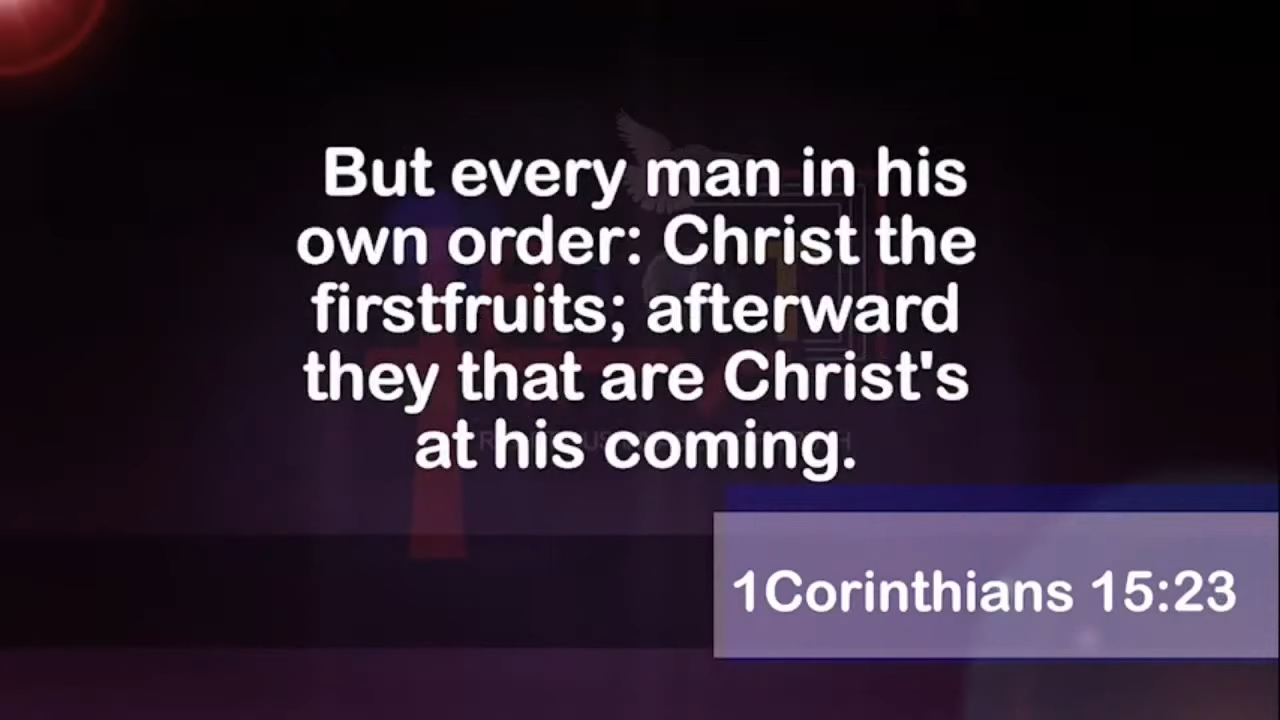 But every man in his
own order: Christ the
firstfruits; afterward
they that are Christ's
at his coming.
1Corinthians 15:23